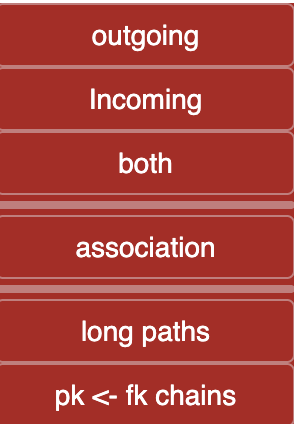 outgoing
Incoming
both
association
long paths
pk <- fk chains